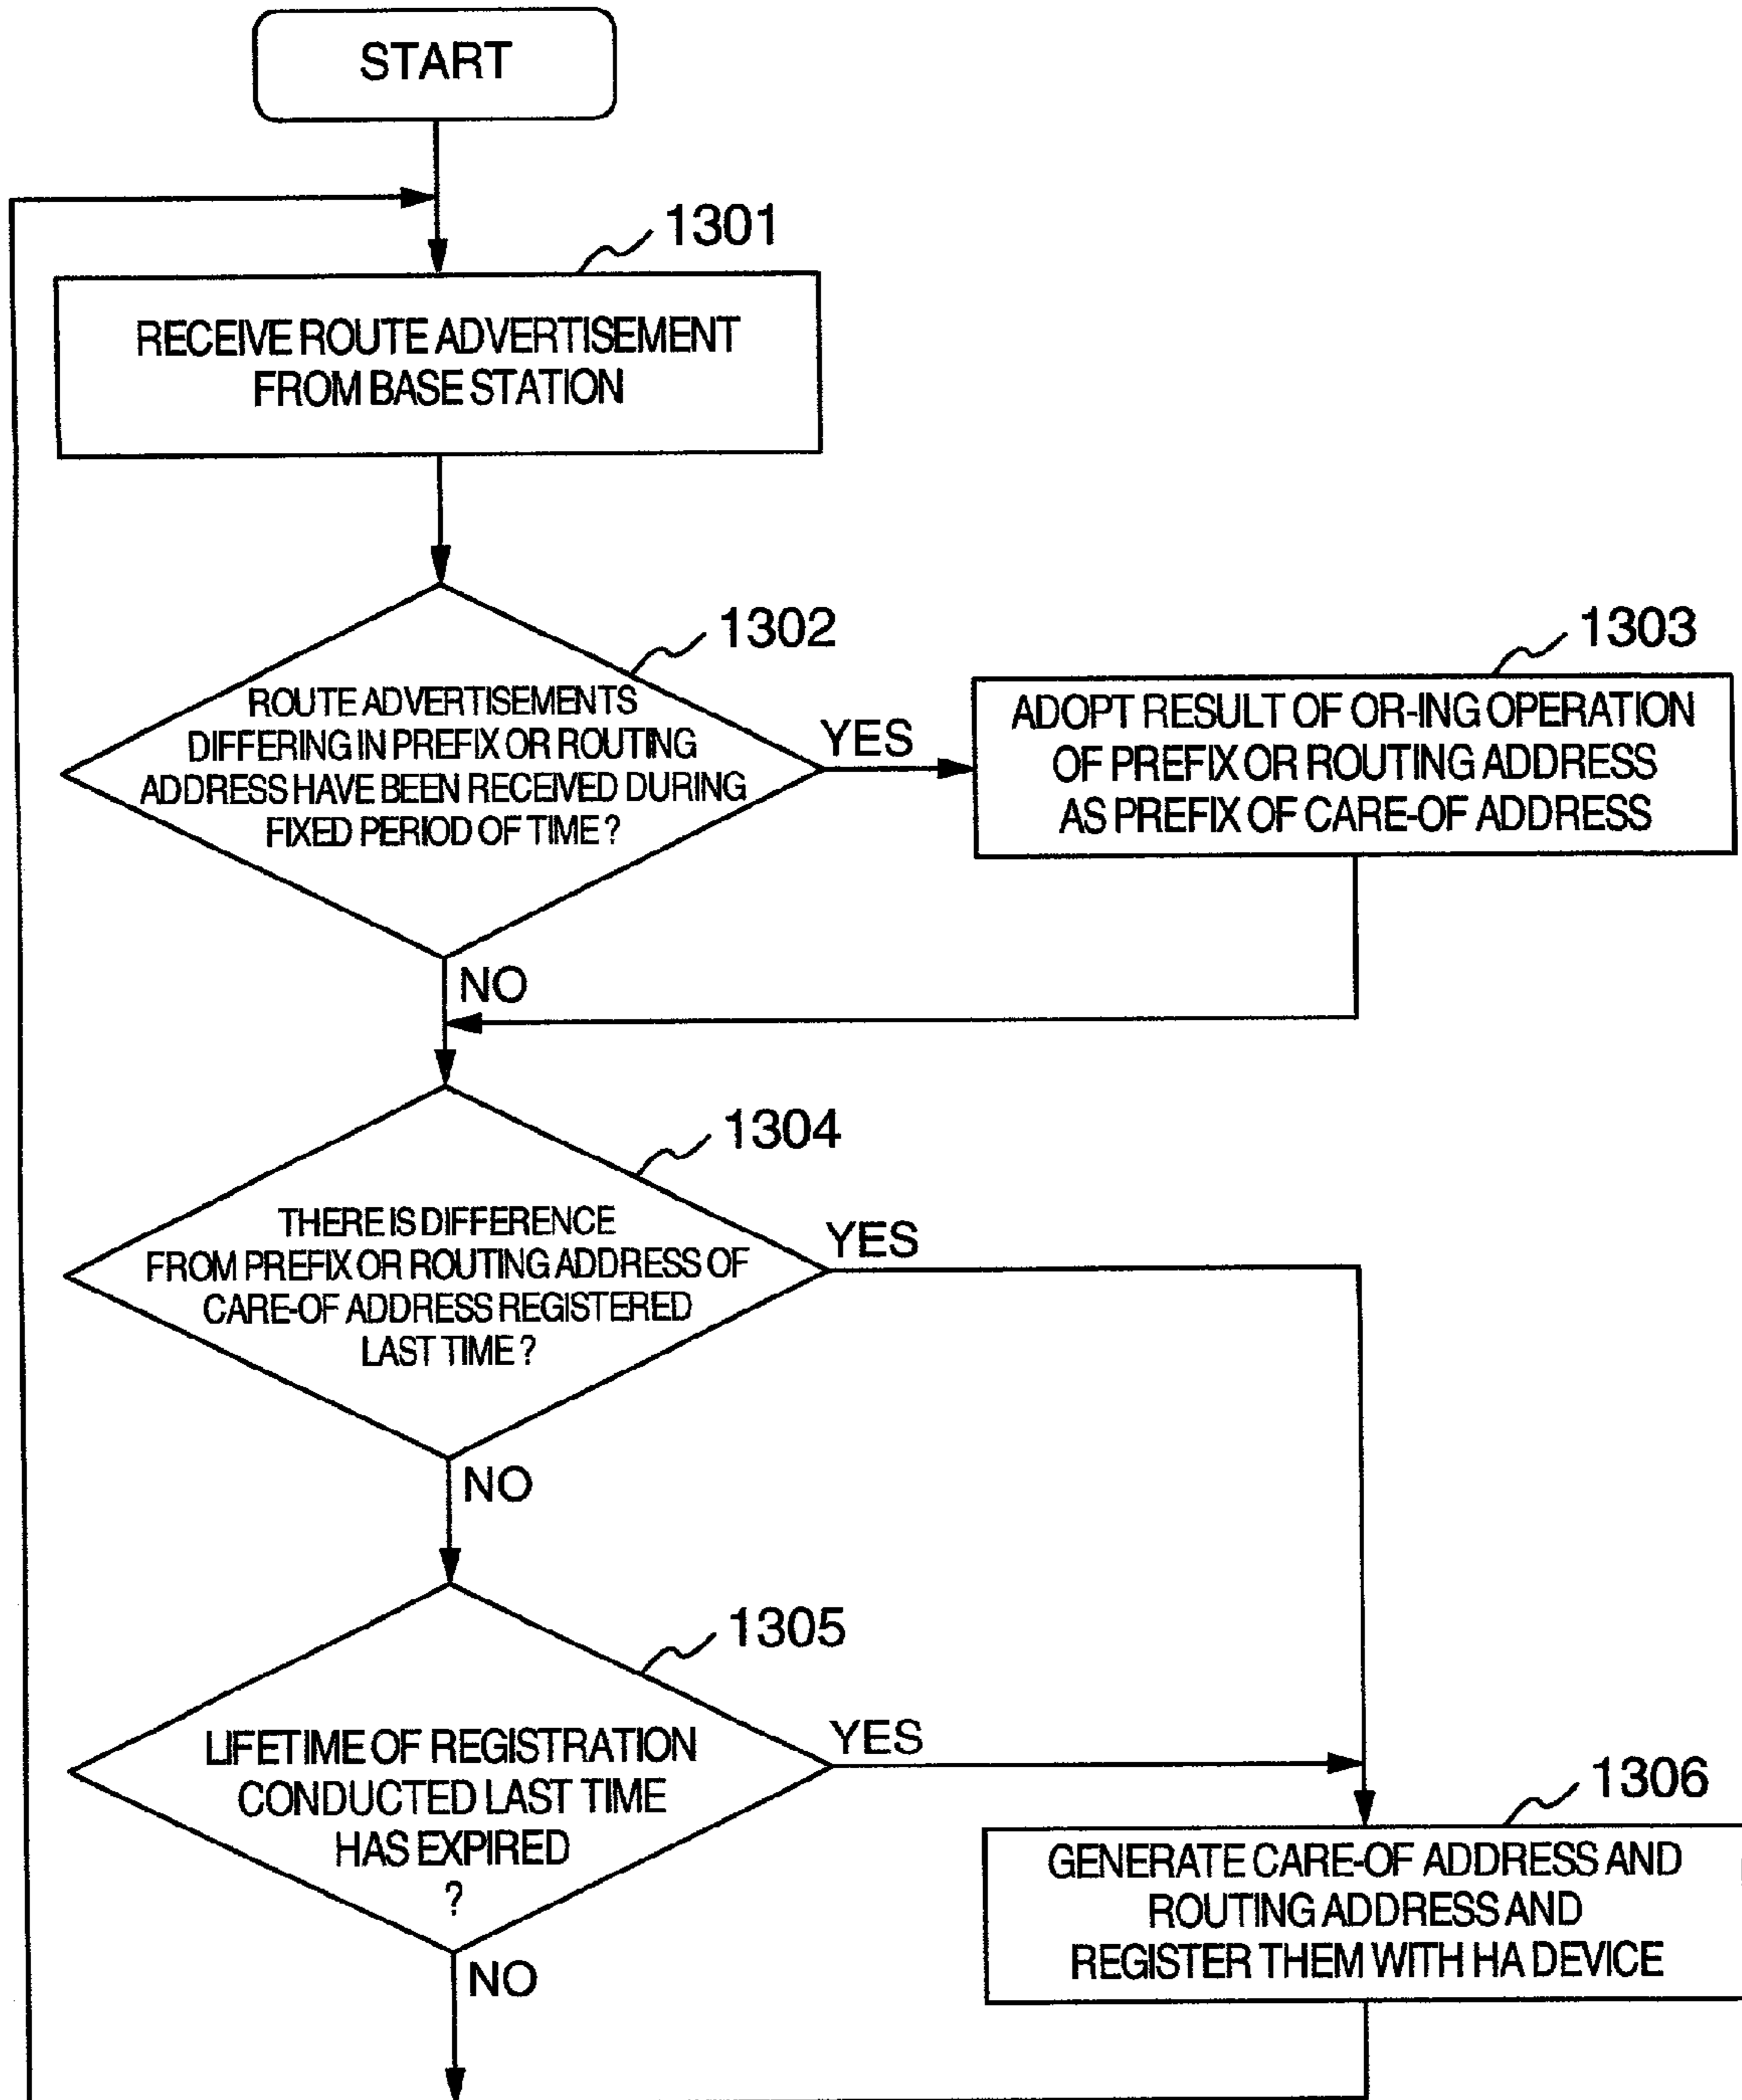 START
1301
RECEIVE ROUTE ADVERTISEMENT
FROM BASE STATION
1302
ROUTE ADVERTISEMENTS
DIFFERING IN PREFIX OR ROUTING
ADDRESS HAVE BEEN RECEIVED DURING
FIXED PERIOD OF TIME?
YES
1303
ADOPT RESULT OF OR-ING OPERATION
OF PREFIX OR ROUTING ADDRESS
AS PREFIX OF CARE-OF ADDRESS
NO
1304
THERE IS DIFFERENCE
FROM PREFIX OR ROUTING ADDRESS OF
CARE-OF ADDRESS REGISTERED
LAST TIME?
YES
NO
1305
LIFETIME OF REGISTRATION
CONDUCTED LAST TIME
HAS EXPIRED
?
YES
1306
GENERATE CARE-OF ADDRESS AND
ROUTING ADDRESS AND
REGISTER THEM WITH HA DEVICE
NO